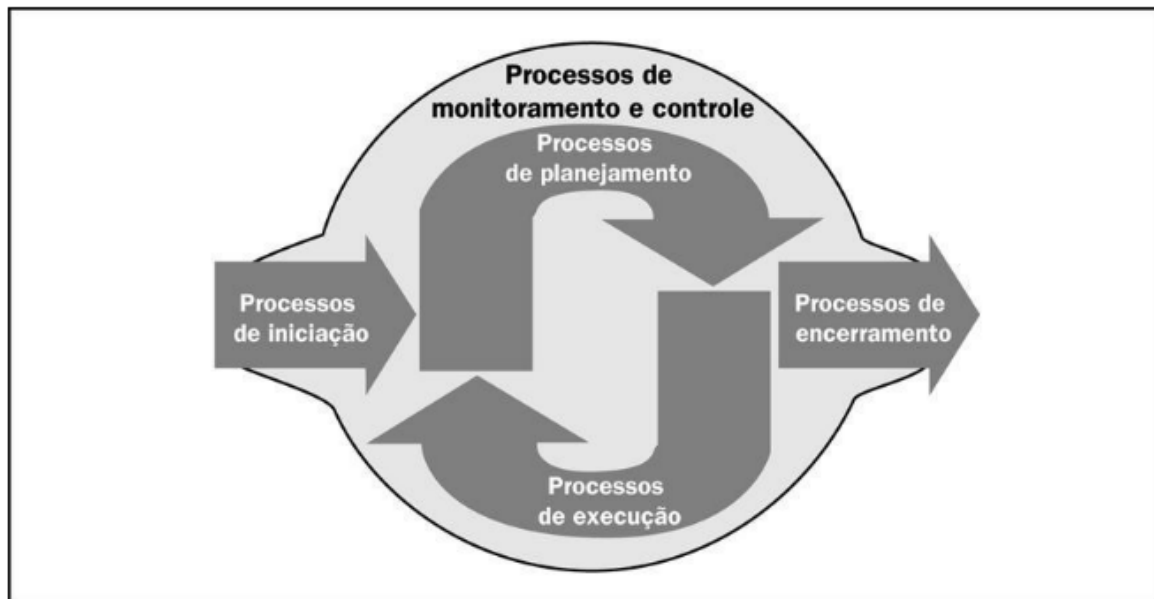 Processos de
monitoramento e controle
Processos
de planejamento
Processos
de iniciação
Processos de
encerramento
Processos
de execução